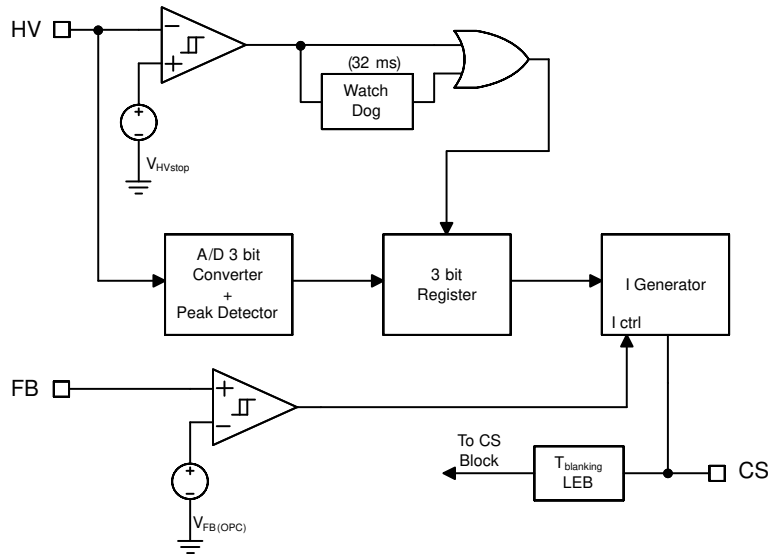 HV
(32 ms)
Watch
Dog
V_HVstop
A/D 3 bit
Converter
+
Peak Detector
3 bit
Register
I Generator
I ctrl
FB
To CS
Block
T_blanking
LEB
CS
V_FB(OPC)